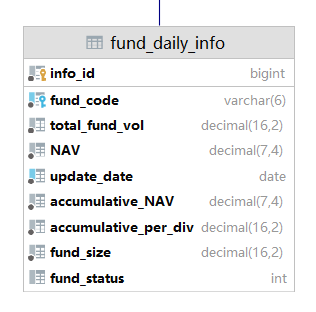 fund_daily_info
info_id bigint
fund_code varchar(6)
total_fund_vol decimal(16,2)
NAV decimal(7,4)
update_date date
accumulative_NAV decimal(7,4)
accumulative_per_div decimal(16,2)
fund_size decimal(16,2)
fund_status int